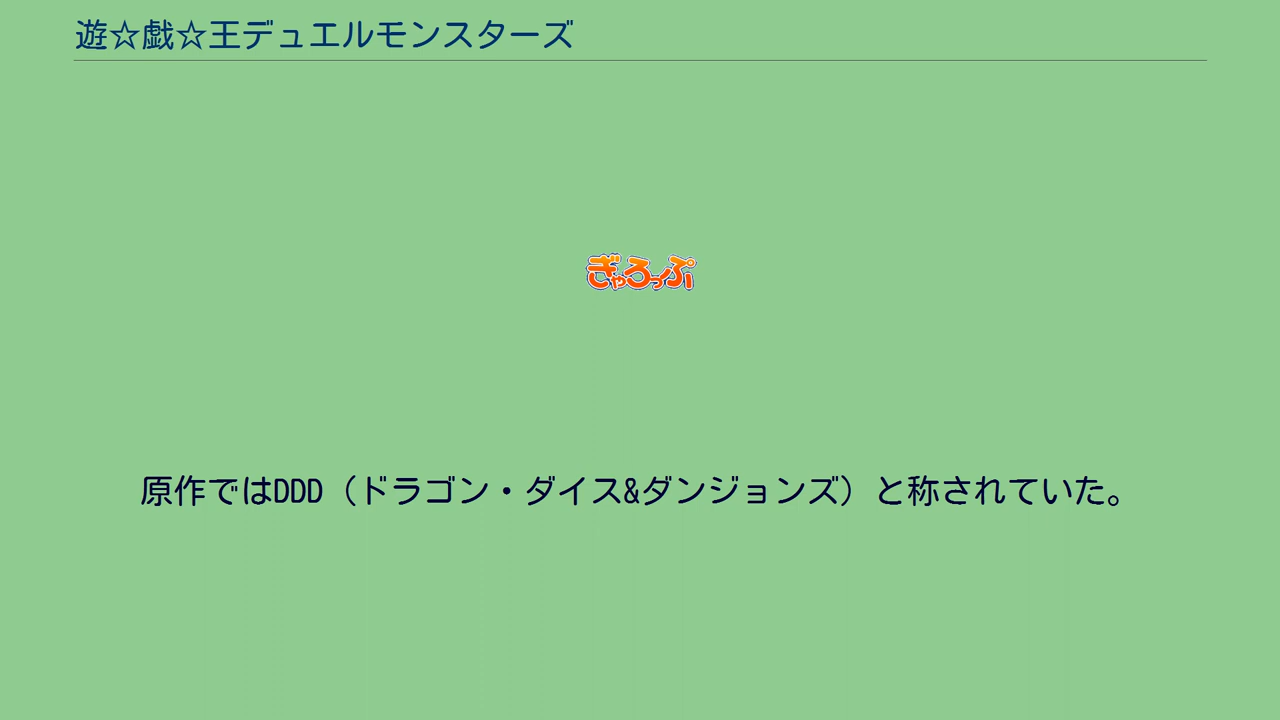 遊☆戯☆王デュエルモンスターズ
ぎゃろっぷ
原作ではDDD（ドラゴン・ダイス&ダンジョンズ）と称されていた。